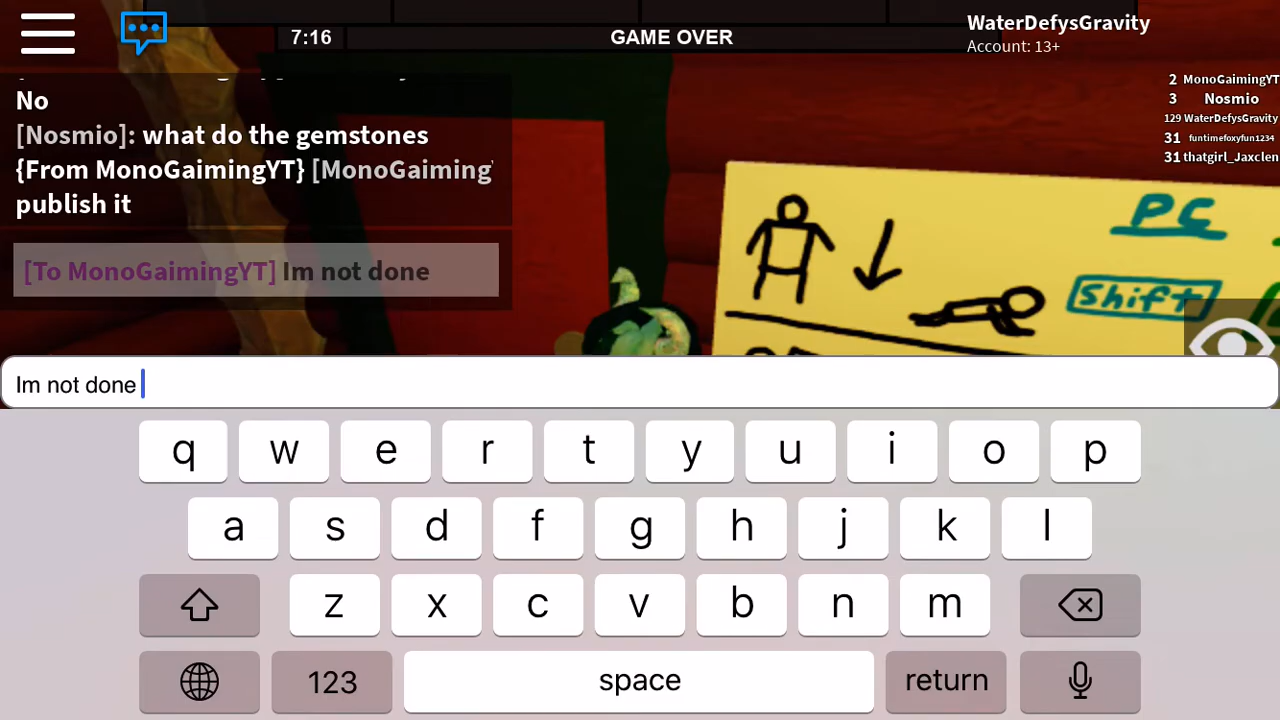 7:16
GAME OVER
WaterDefysGravity
Account: 13+
No
[Nosmio]: what do the gemstones
{From MonoGaimingYT} [MonoGaiming
publish it
[To MonoGaimingYT] Im not done
2 MonoGaimingYT
3 Nosmio
129 WaterDefysGravity
31 funtimefoxyfun1234
31 thatgirl_Jaxclen
PC
Shift
Im not done
q w e r t y u i o p
a s d f g h j k l
z x c v b n m
123 space return